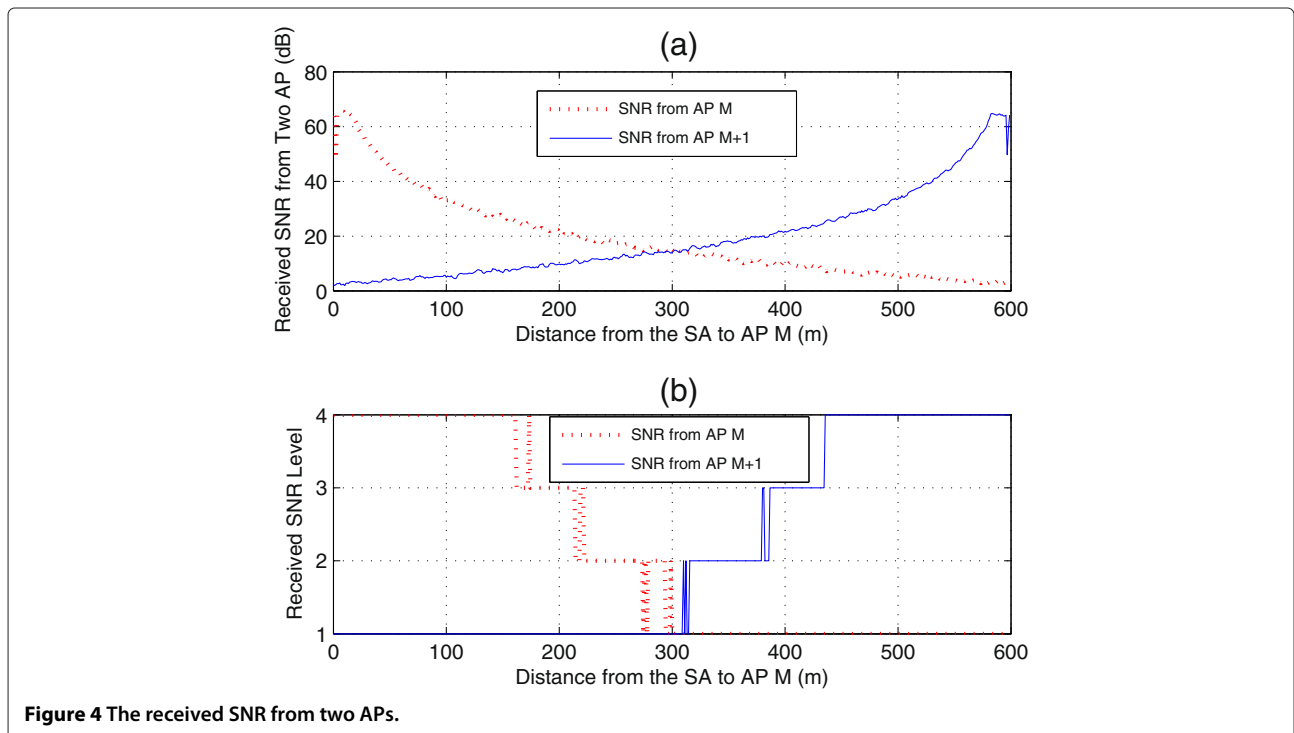 (a)
Received SNR from Two AP (dB)
80
60
40
20
0
SNR from AP M
SNR from AP M+1
0 100 200 300 400 500 600
Distance from the SA to AP M (m)
(b)
Received SNR Level
4
3
2
1
SNR from AP M
SNR from AP M+1
0 100 200 300 400 500 600
Distance from the SA to AP M (m)
Figure 4 The received SNR from two APs.